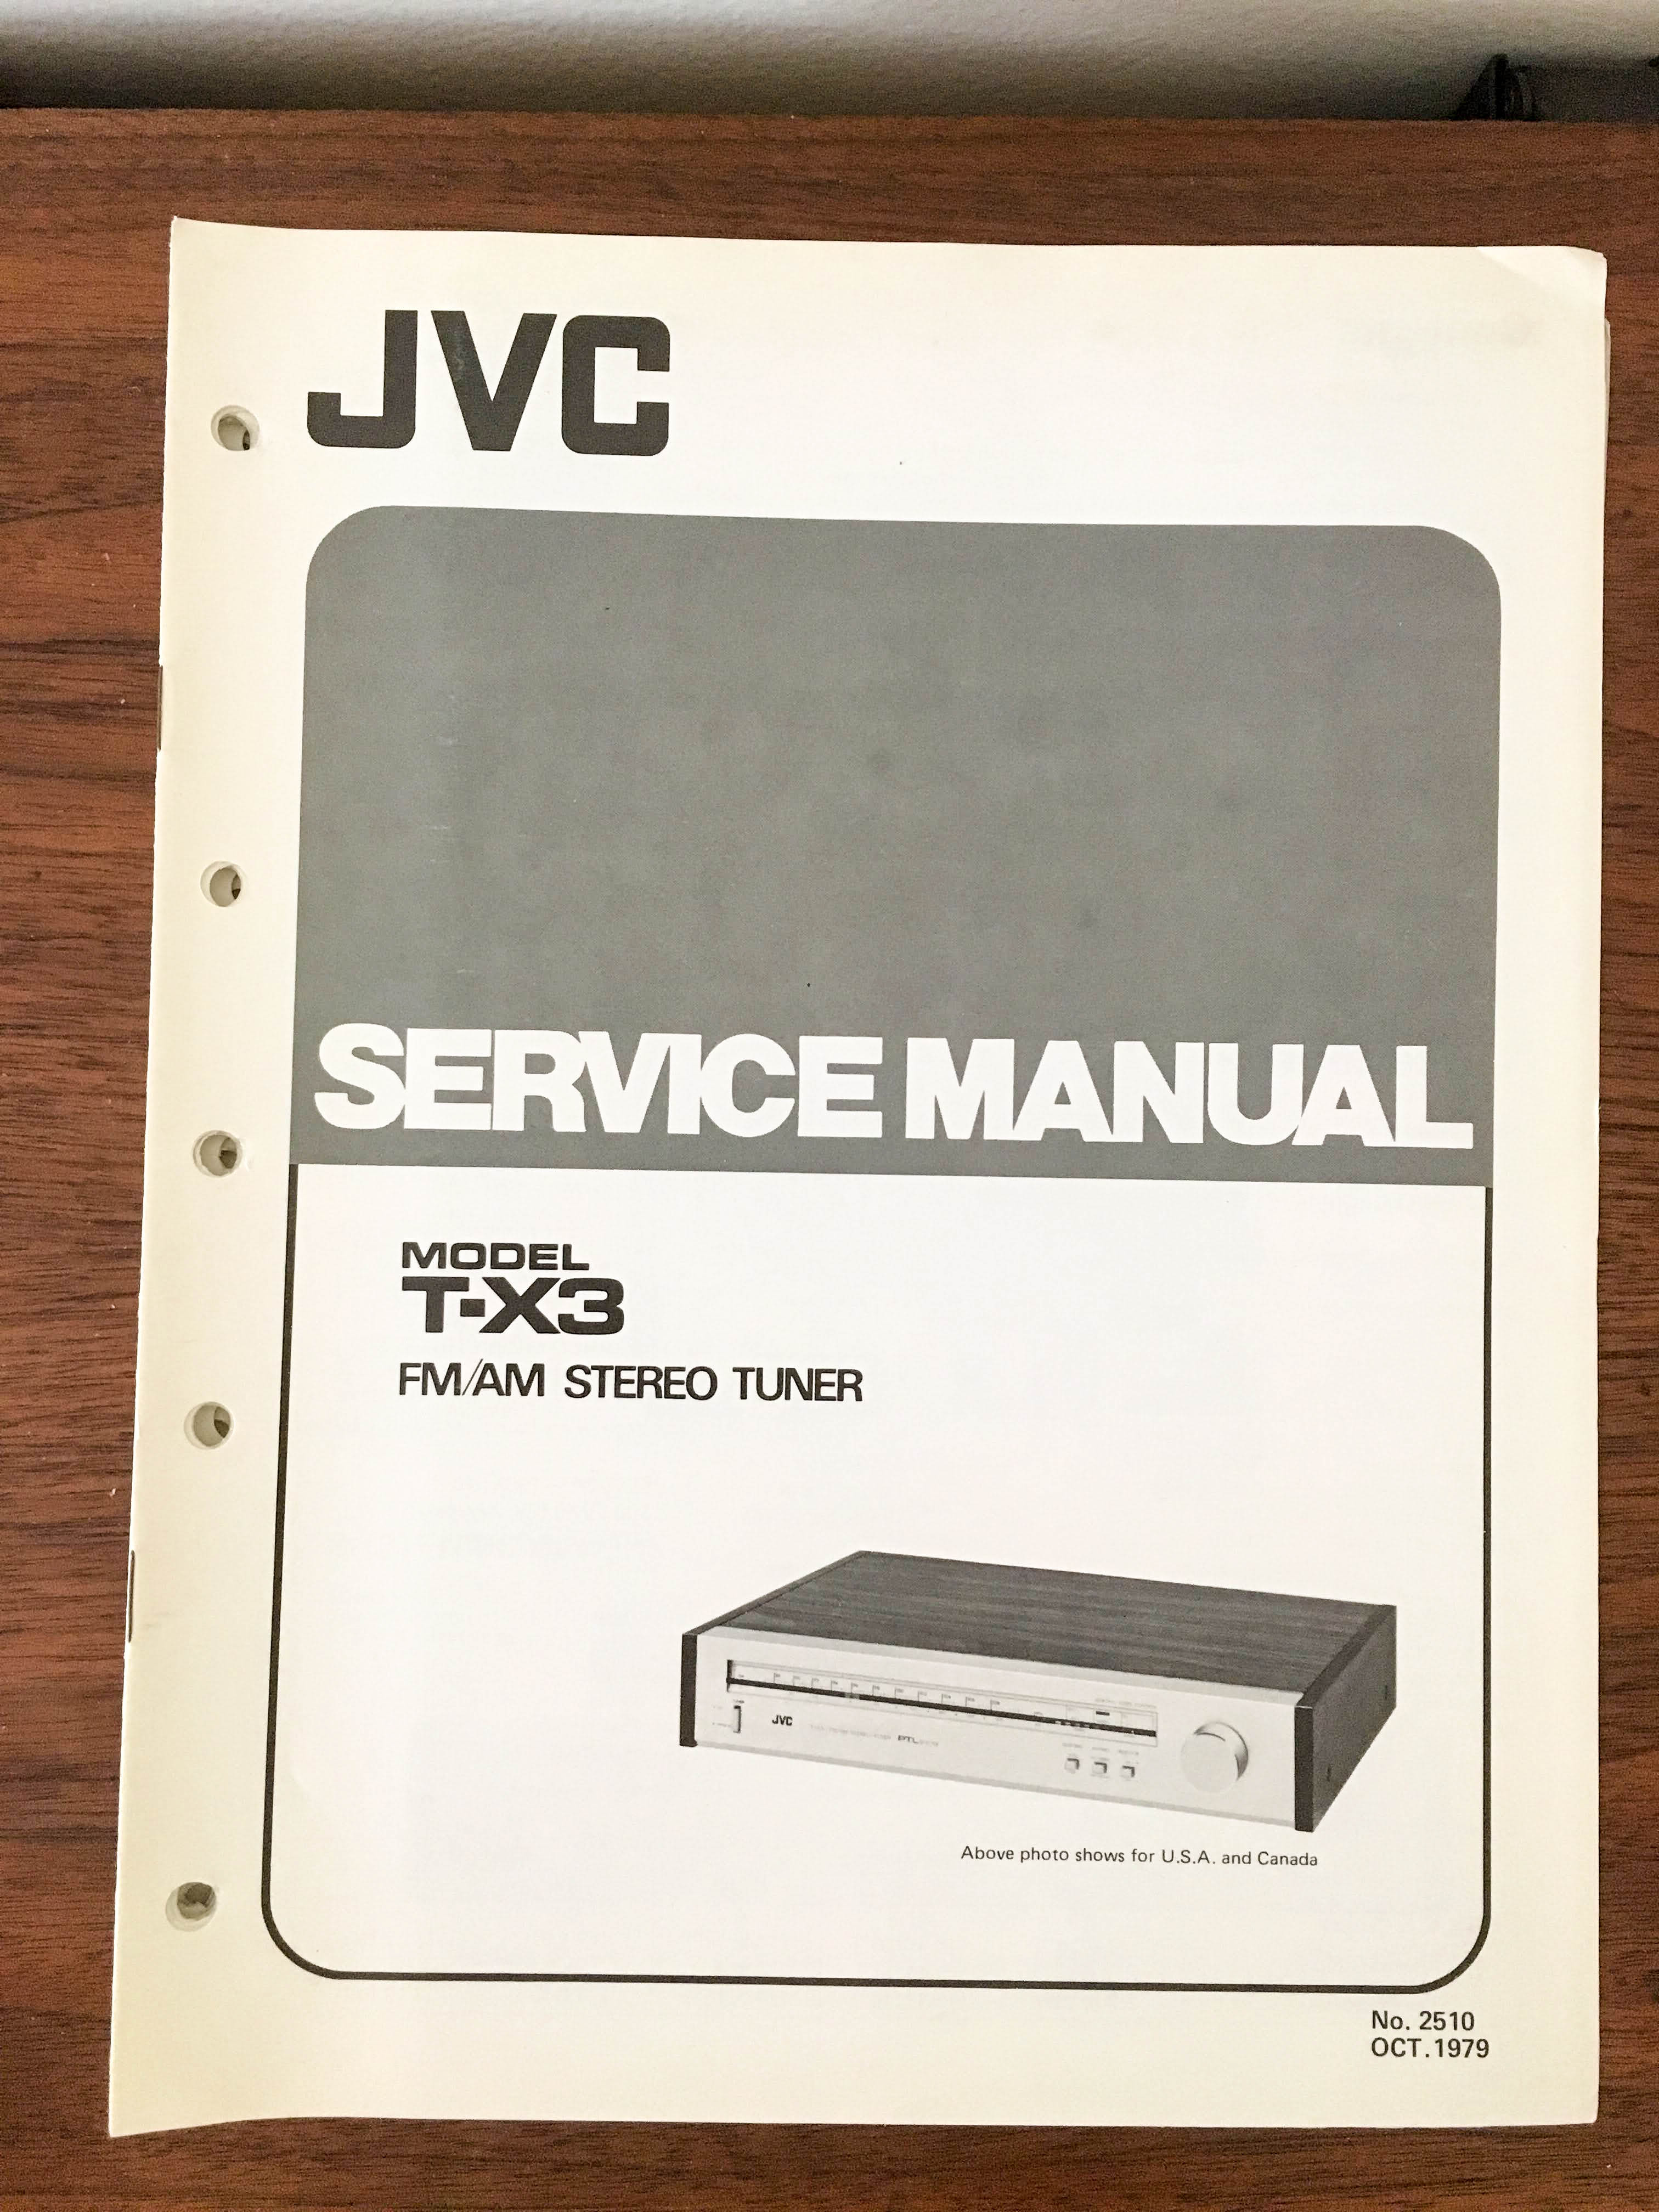 JVC
SERVICE MANUAL
MODEL
T-X3
FM/AM STEREO TUNER
JVC
Above photo shows for U.S.A. and Canada
No. 2510
OCT.1979